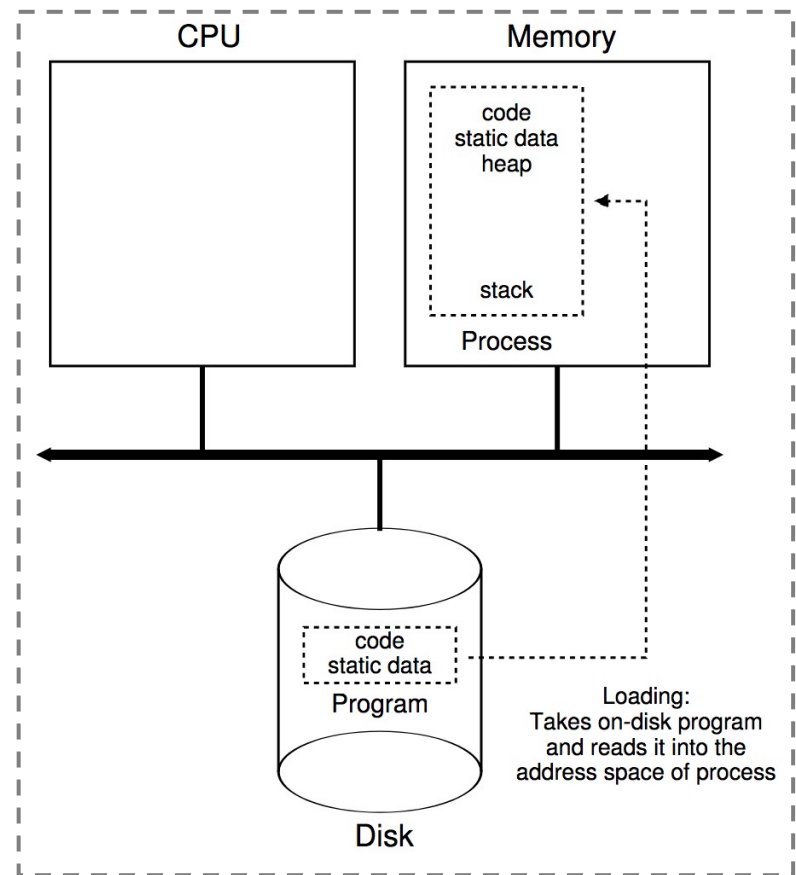 CPU
Memory
code
static data
heap
stack
Process
code
static data
Program
Loading:
Takes on-disk program
and reads it into the
address space of process
Disk